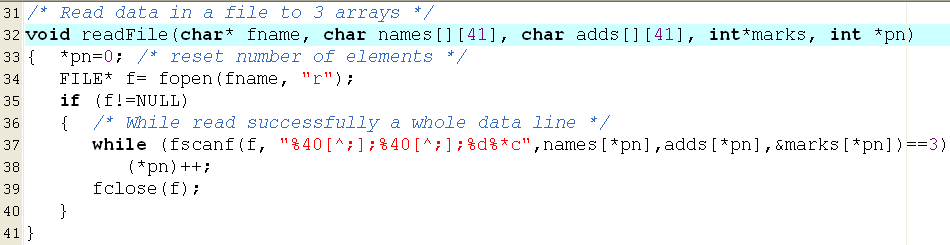 31 /* Read data in a file to 3 arrays */
32 void readFile(char* fname, char names[][41], char adds[][41], int*marks, int *pn)
33 {  *pn=0; /* reset number of elements */
34    FILE* f= fopen(fname, "r");
35    if (f!=NULL)
36    {  /* While read successfully a whole data line */
37       while (fscanf(f, "%40[^;];%40[^;];%d%*c",names[*pn],adds[*pn],&marks[*pn])==3)
38          (*pn)++;
39       fclose(f);
40    }
41 }